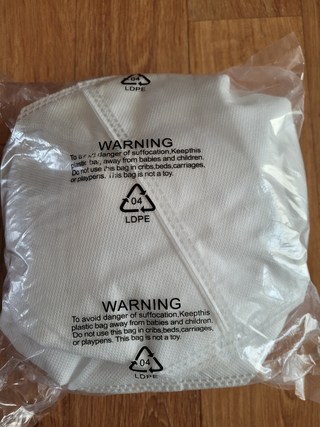 04
LDPE
WARNING
To avoid danger of suffocation,Keepthis
plastic bag, away from babies and children.
Do not use this bag in cribs,beds,carriages,
or playpens. This bag is not a toy.
04
LDPE
WARNING
To avoid danger of suffocation,Keepthis
plastic bag away from babies and children.
Do not use this bag in cribs,beds,carriages,
or playpens. This bag is not a toy.
04
LDPE